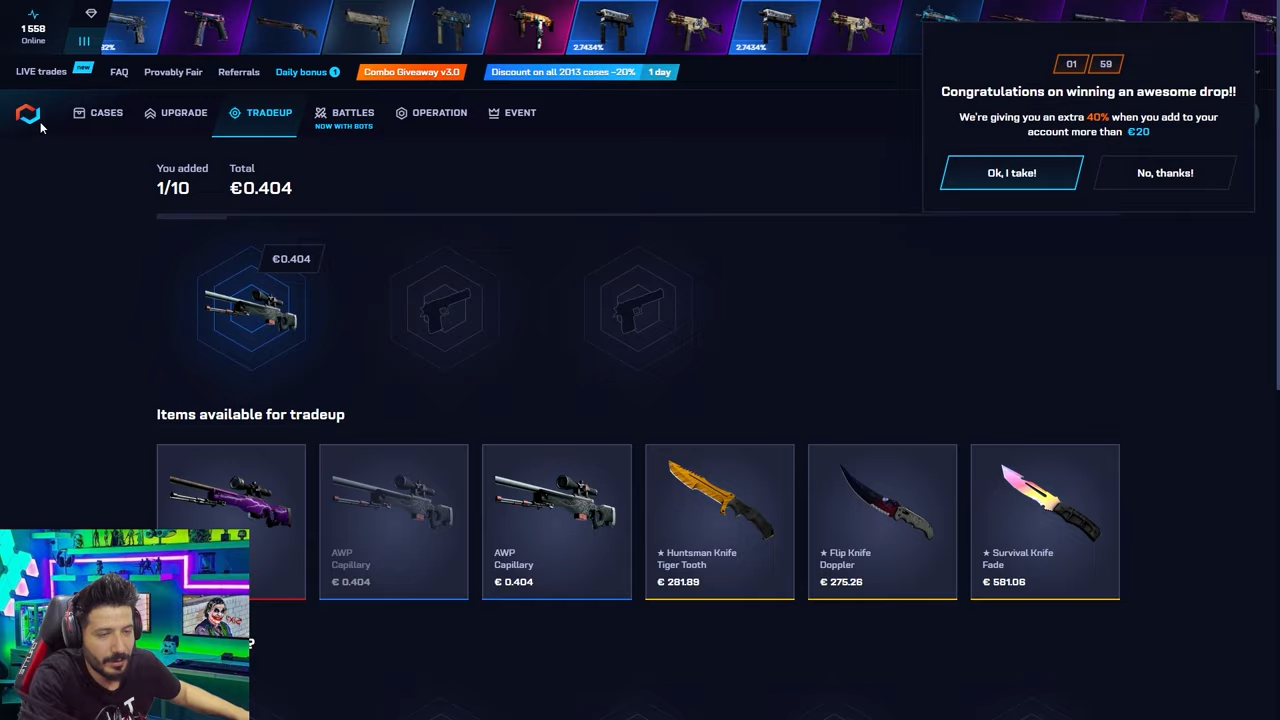 1 558
Online
32%
2.7434%
2.7434%
LIVE trades
new
FAQ
Provably Fair
Referrals
Daily bonus 1
Combo Giveaway v3.0
Discount on all 2013 cases -20%
1 day
01 59
Congratulations on winning an awesome drop!!
We're giving you an extra 40% when you add to your
account more than €20
Ok, I take!
No, thanks!
CASES
UPGRADE
TRADEUP
BATTLES
NOW WITH BOTS
OPERATION
EVENT
You added
1/10
Total
€0.404
€0.404
Items available for tradeup
AWP
Capillary
€ 0.404
AWP
Capillary
€ 0.404
★ Huntsman Knife
Tiger Tooth
€ 281.89
★ Flip Knife
Doppler
€ 275.26
★ Survival Knife
Fade
€ 581.06
?